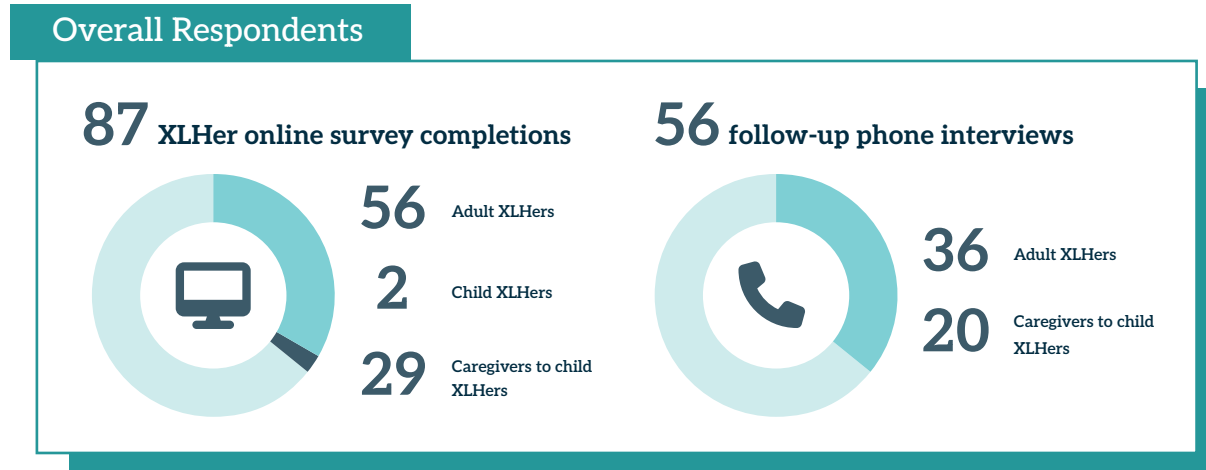 Overall Respondents
87 XLHer online survey completions
56 Adult XLHers
2 Child XLHers
29 Caregivers to child
XLHers
56 follow-up phone interviews
36 Adult XLHers
20 Caregivers to child
XLHers